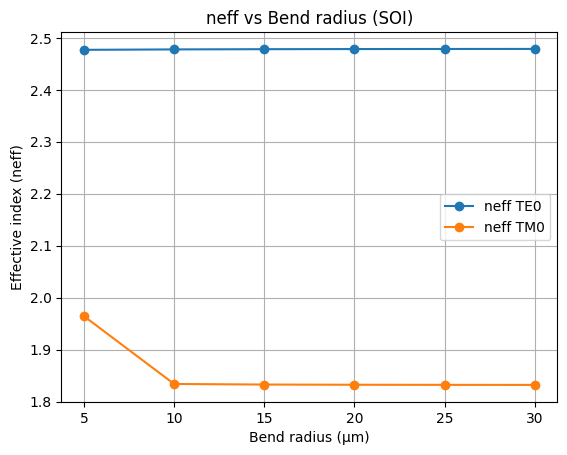 neff vs Bend radius (SOI)
Effective index (neff)
2.5
2.4
2.3
2.2
2.1
2.0
1.9
1.8
neff TE0
neff TM0
5 10 15 20 25 30
Bend radius (μm)